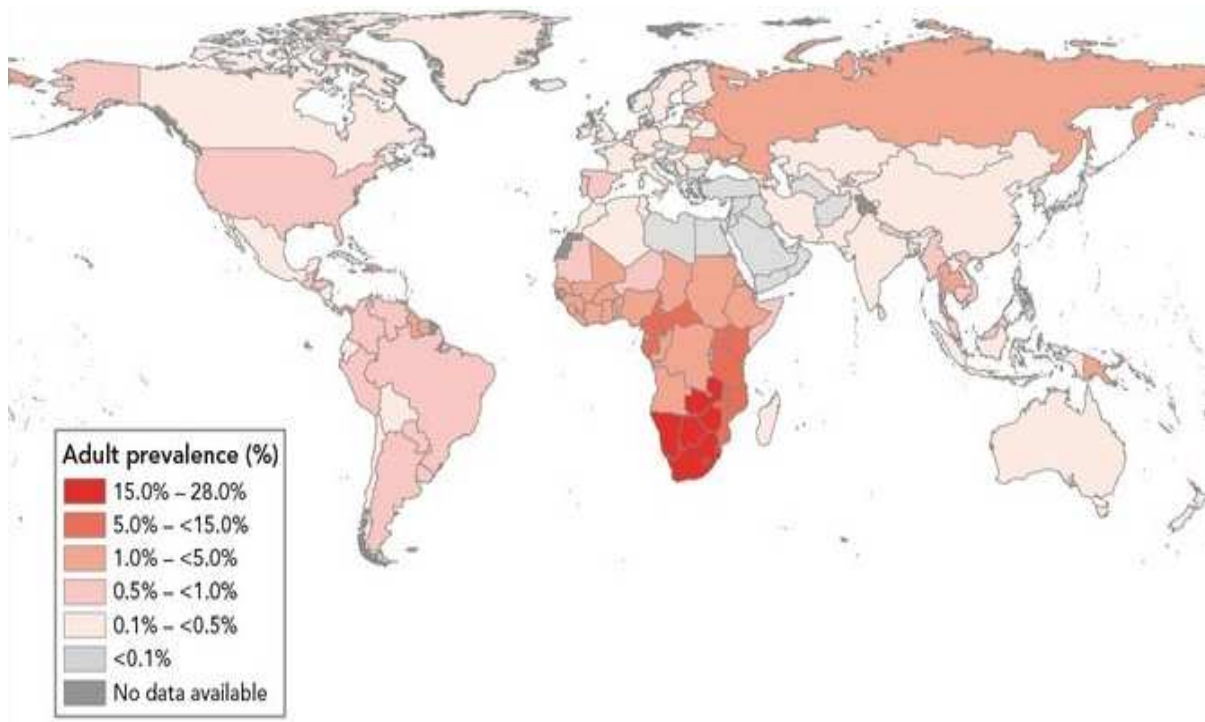 Adult prevalence (%)
15.0% – 28.0%
5.0% – <15.0%
1.0% – <5.0%
0.5% – <1.0%
0.1% – <0.5%
<0.1%
No data available